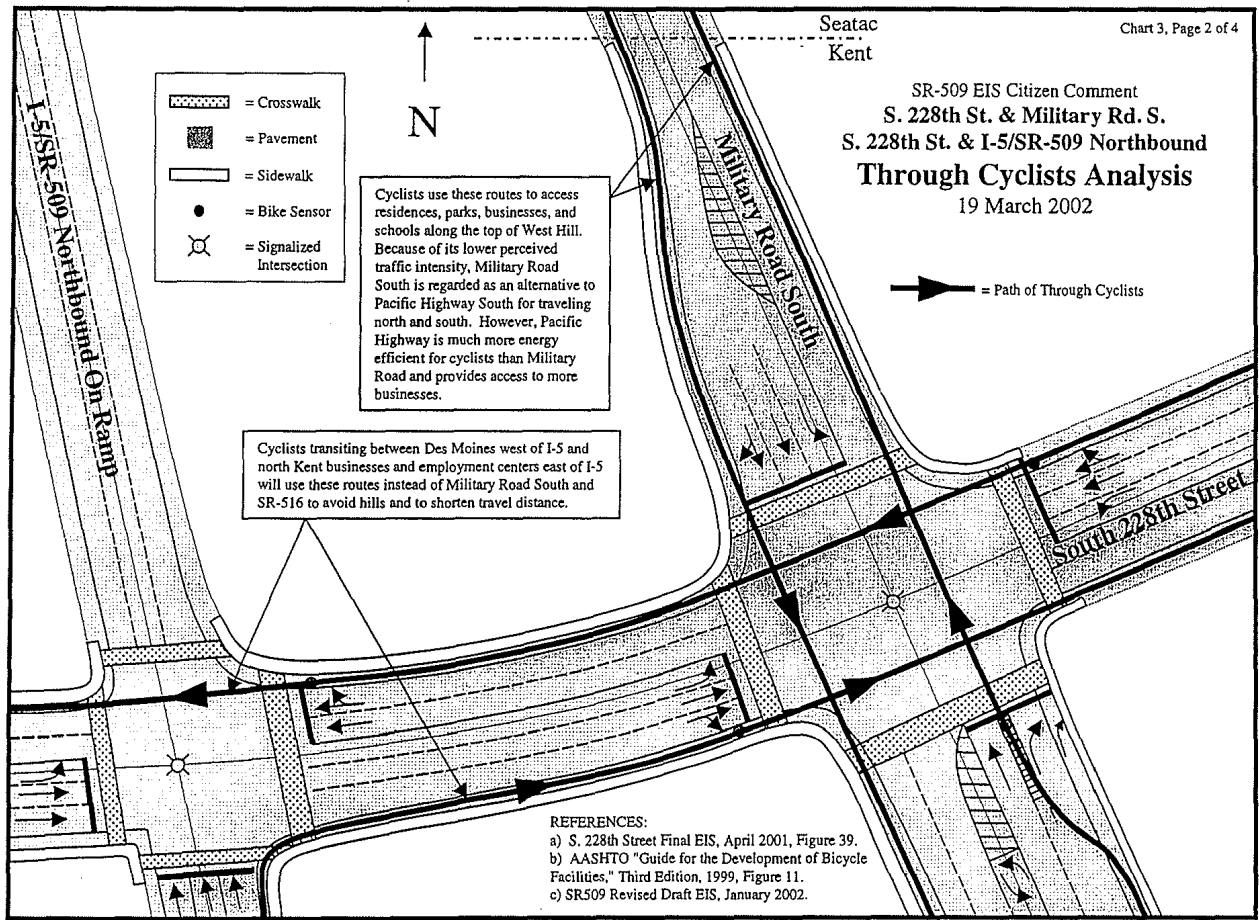 Seatac
Kent
Chart 3, Page 2 of 4
SR-509 EIS Citizen Comment
S. 228th St. & Military Rd. S.
S. 228th St. & I-5/SR-509 Northbound
Through Cyclists Analysis
19 March 2002
= Path of Through Cyclists
N
= Crosswalk
= Pavement
= Sidewalk
= Bike Sensor
= Signalized
Intersection
I-5/SR-509 Northbound On Ramp
Cyclists use these routes to access
residences, parks, businesses, and
schools along the top of West Hill.
Because of its lower perceived
traffic intensity, Military Road
South is regarded as an alternative to
Pacific Highway South for traveling
north and south. However, Pacific
Highway is much more energy
efficient for cyclists than Military
Road and provides access to more
businesses.
Military Road South
Cyclists transiting between Des Moines west of I-5 and
north Kent businesses and employment centers east of I-5
will use these routes instead of Military Road South and
SR-516 to avoid hills and to shorten travel distance.
South 228th Street
REFERENCES:
a) S. 228th Street Final EIS, April 2001, Figure 39.
b) AASHTO "Guide for the Development of Bicycle
Facilities," Third Edition, 1999, Figure 11.
c) SR509 Revised Draft EIS, January 2002.